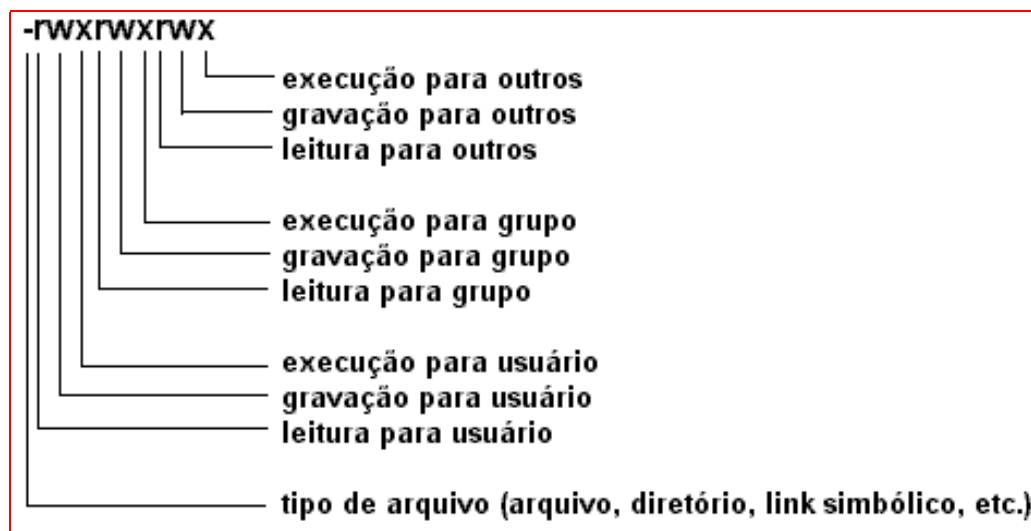 -rwxrwxrwx
execução para outros
gravação para outros
leitura para outros
execução para grupo
gravação para grupo
leitura para grupo
execução para usuário
gravação para usuário
leitura para usuário
tipo de arquivo (arquivo, diretório, link simbólico, etc.)